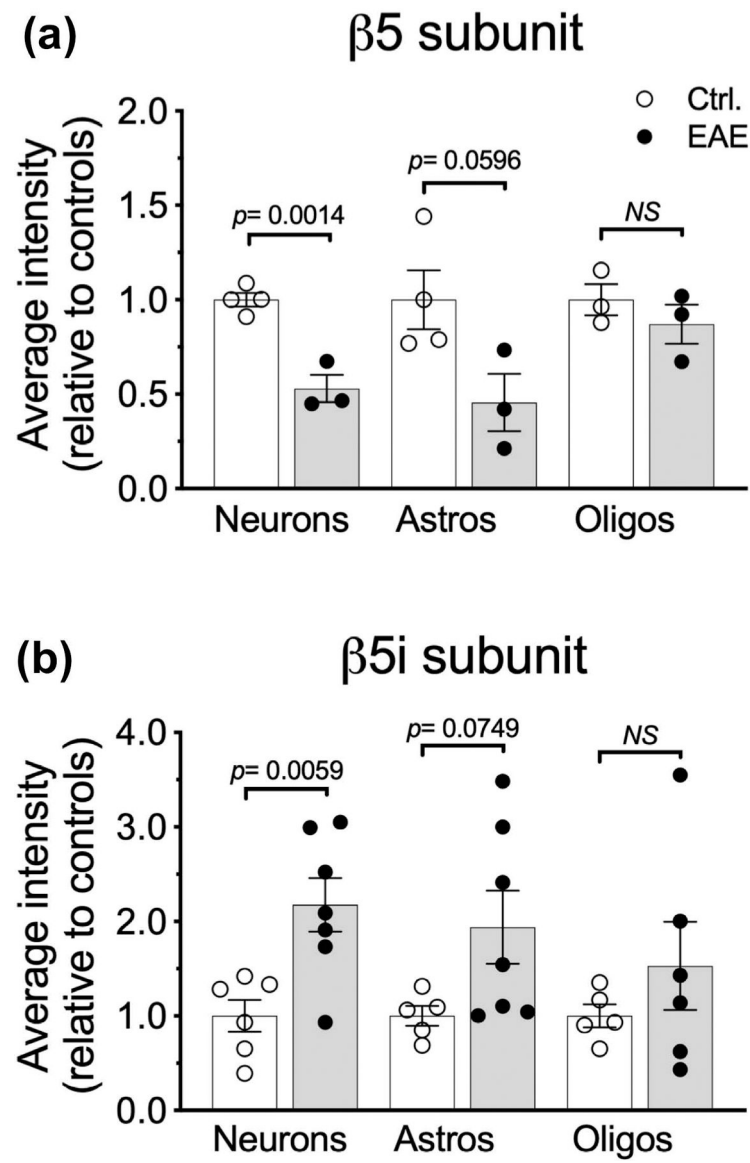 (a)
β5 subunit
Average intensity
(relative to controls)
2.0
1.5
1.0
0.5
0.0
Ctrl.
EAE
p= 0.0014
p= 0.0596
NS
Neurons
Astros
Oligos
(b)
β5i subunit
Average intensity
(relative to controls)
4.0
3.0
2.0
1.0
0.0
p= 0.0059
p= 0.0749
NS
Neurons
Astros
Oligos